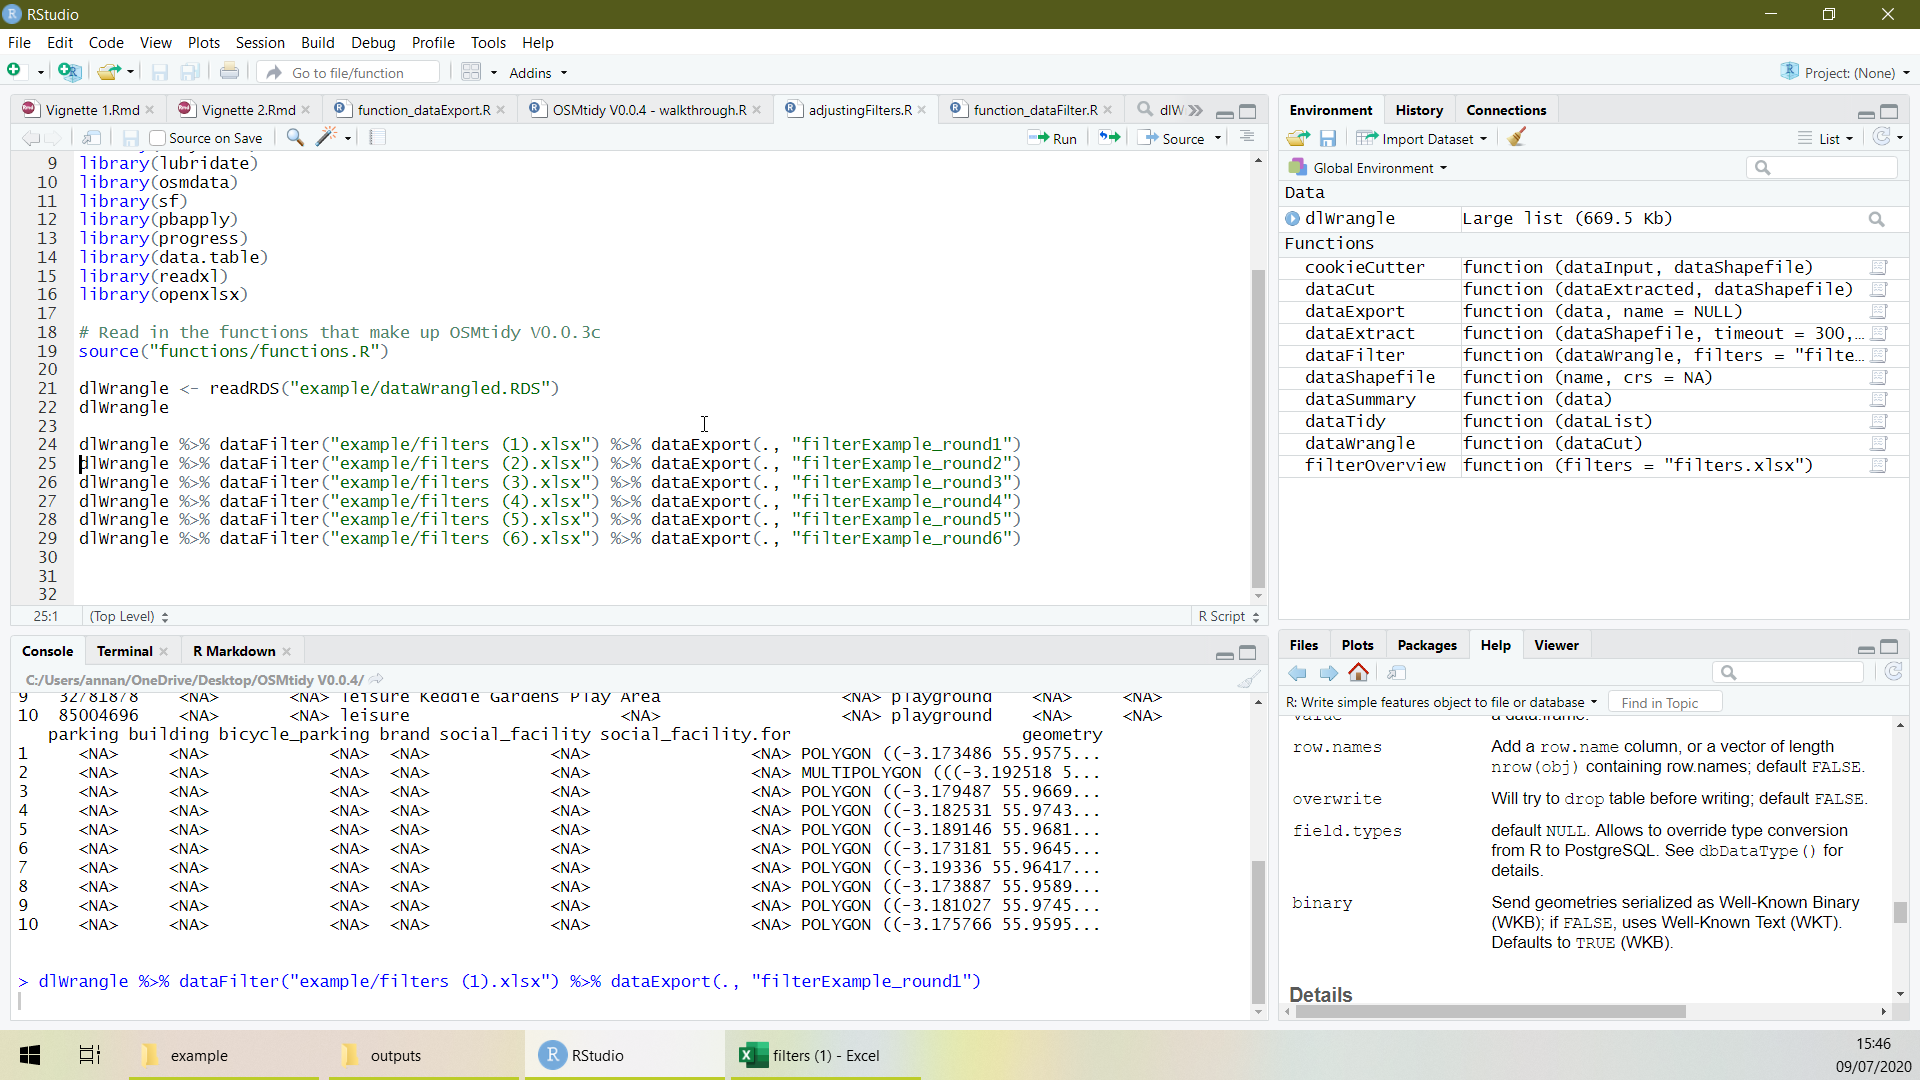 RStudio
File Edit Code View Plots Session Build Debug Profile Tools Help
Go to file/function Addins Project: (None)
Vignette 1.Rmd Vignette 2.Rmd function_dataExport.R OSMtidy V0.0.4 - walkthrough.R adjustingFilters.R function_dataFilter.R dlW
Source on Save Run Source
9 library(lubridate)
10 library(osmdata)
11 library(sf)
12 library(pbapply)
13 library(progress)
14 library(data.table)
15 library(readxl)
16 library(openxlsx)
17
18 # Read in the functions that make up OSMtidy V0.0.3c
19 source("functions/functions.R")
20
21 dlWrangle <- readRDS("example/dataWrangled.RDS")
22 dlWrangle
23
24 dlWrangle %>% dataFilter("example/filters (1).xlsx") %>% dataExport(., "filterExample_round1")
25 dlWrangle %>% dataFilter("example/filters (2).xlsx") %>% dataExport(., "filterExample_round2")
26 dlWrangle %>% dataFilter("example/filters (3).xlsx") %>% dataExport(., "filterExample_round3")
27 dlWrangle %>% dataFilter("example/filters (4).xlsx") %>% dataExport(., "filterExample_round4")
28 dlWrangle %>% dataFilter("example/filters (5).xlsx") %>% dataExport(., "filterExample_round5")
29 dlWrangle %>% dataFilter("example/filters (6).xlsx") %>% dataExport(., "filterExample_round6")
30
31
32
25:1 (Top Level) R Script
Console Terminal R Markdown
C:/Users/annan/OneDrive/Desktop/OSMtidy V0.0.4/
9 32781878 <NA> <NA> leisure Keddie Gardens Play Area <NA> playground <NA> <NA>
10 85004696 <NA> <NA> leisure <NA> <NA> playground <NA> <NA>
parking building bicycle_parking brand social_facility social_facility.for geometry
1 <NA> <NA> <NA> <NA> <NA> <NA> POLYGON ((-3.173486 55.9575...
2 <NA> <NA> <NA> <NA> <NA> <NA> MULTIPOLYGON (((-3.192518 5...
3 <NA> <NA> <NA> <NA> <NA> <NA> POLYGON ((-3.179487 55.9669...
4 <NA> <NA> <NA> <NA> <NA> <NA> POLYGON ((-3.182531 55.9743...
5 <NA> <NA> <NA> <NA> <NA> <NA> POLYGON ((-3.189146 55.9681...
6 <NA> <NA> <NA> <NA> <NA> <NA> POLYGON ((-3.173181 55.9645...
7 <NA> <NA> <NA> <NA> <NA> <NA> POLYGON ((-3.19336 55.96417...
8 <NA> <NA> <NA> <NA> <NA> <NA> POLYGON ((-3.173887 55.9589...
9 <NA> <NA> <NA> <NA> <NA> <NA> POLYGON ((-3.181027 55.9745...
10 <NA> <NA> <NA> <NA> <NA> <NA> POLYGON ((-3.175766 55.9595...
> dlWrangle %>% dataFilter("example/filters (1).xlsx") %>% dataExport(., "filterExample_round1")
Environment History Connections
Import Dataset List
Global Environment
Data
dlWrangle Large list (669.5 Kb)
Functions
cookieCutter function (dataInput, dataShapefile)
dataCut function (dataExtracted, dataShapefile)
dataExport function (data, name = NULL)
dataExtract function (dataShapefile, timeout = 300,...
dataFilter function (dataWrangle, filters = "filte...
dataShapefile function (name, crs = NA)
dataSummary function (data)
dataTidy function (dataList)
dataWrangle function (dataCut)
filterOverview function (filters = "filters.xlsx")
Files Plots Packages Help Viewer
R: Write simple features object to file or database Find in Topic
value a data.frame.
row.names Add a row.name column, or a vector of length
nrow(obj) containing row.names; default FALSE.
overwrite Will try to drop table before writing; default FALSE.
field.types default NULL. Allows to override type conversion
from R to PostgreSQL. See dbDataType() for
details.
binary Send geometries serialized as Well-Known Binary
(WKB); if FALSE, uses Well-Known Text (WKT).
Defaults to TRUE (WKB).
Details
example outputs RStudio filters (1) - Excel
15:46
09/07/2020